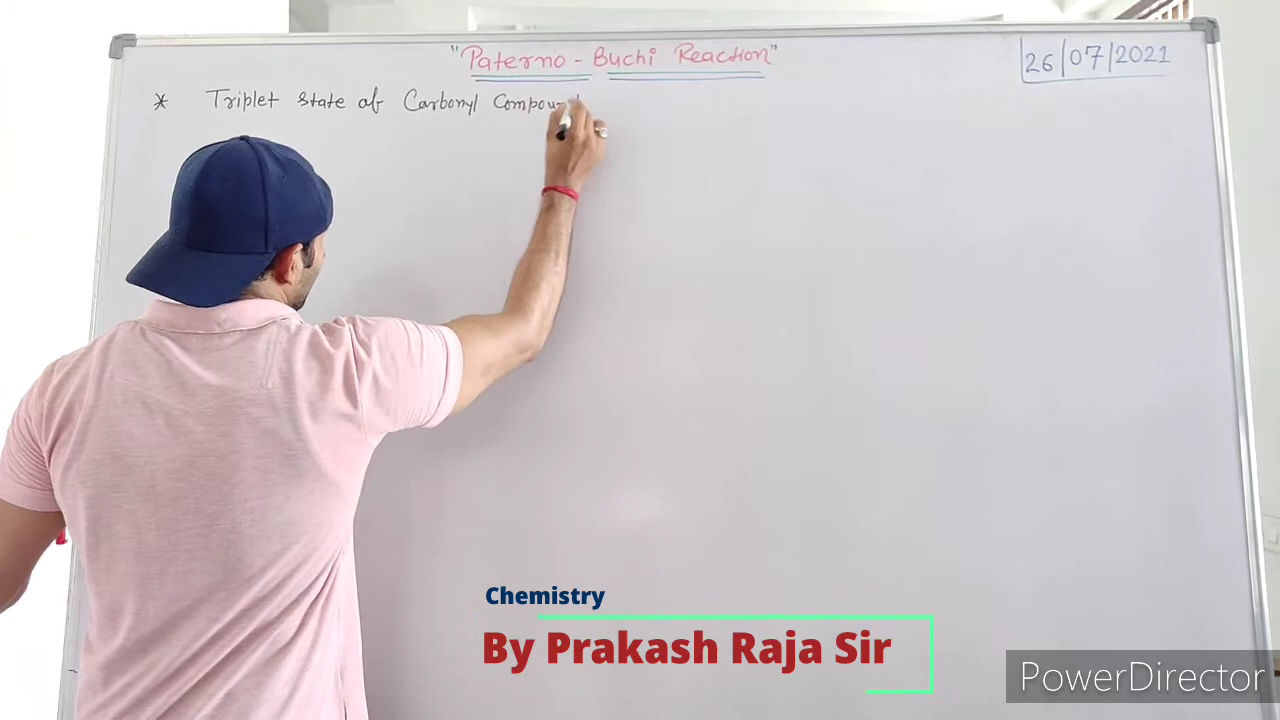 "Paterno - Buchi Reaction"
26/07/2021
* Triplet state of Carbonyl
Chemistry
By Prakash Raja Sir
PowerDirector